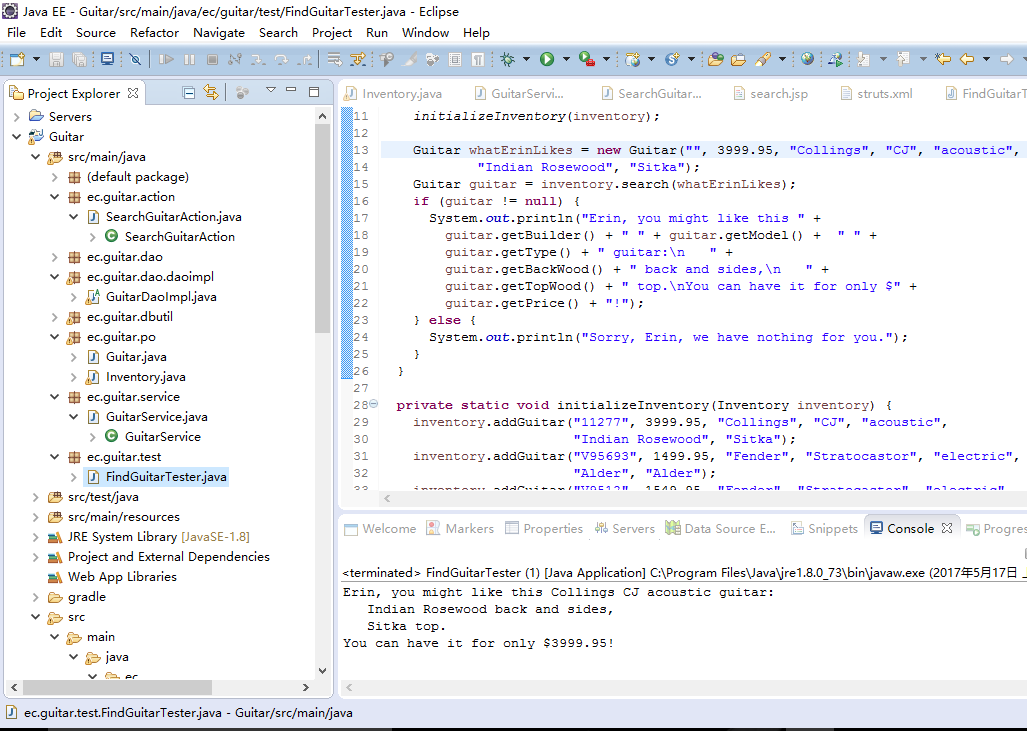 Java EE - Guitar/src/main/java/ec/guitar/test/FindGuitarTester.java - Eclipse
File Edit Source Refactor Navigate Search Project Run Window Help
Project Explorer
Servers
Guitar
src/main/java
(default package)
ec.guitar.action
SearchGuitarAction.java
SearchGuitarAction
ec.guitar.dao
ec.guitar.dao.daoimpl
GuitarDaoImpl.java
ec.guitar.dbutil
ec.guitar.po
Guitar.java
Inventory.java
ec.guitar.service
GuitarService.java
GuitarService
ec.guitar.test
FindGuitarTester.java
src/test/java
src/main/resources
JRE System Library [JavaSE-1.8]
Project and External Dependencies
Web App Libraries
gradle
src
main
java
ec
Inventory.java GuitarServi... SearchGuitar... search.jsp struts.xml FindGuitarT
11 initializeInventory(inventory);
12
13 Guitar whatErinLikes = new Guitar("", 3999.95, "Collings", "CJ", "acoustic",
14 "Indian Rosewood", "Sitka");
15 Guitar guitar = inventory.search(whatErinLikes);
16 if (guitar != null) {
17 System.out.println("Erin, you might like this " +
18 guitar.getBuilder() + " " + guitar.getModel() + " " +
19 guitar.getType() + " guitar:\n   " +
20 guitar.getBackWood() + " back and sides,\n   " +
21 guitar.getTopWood() + " top.\nYou can have it for only $" +
22 guitar.getPrice() + "!");
23 } else {
24 System.out.println("Sorry, Erin, we have nothing for you.");
25 }
26 }
27
28 private static void initializeInventory(Inventory inventory) {
29 inventory.addGuitar("11277", 3999.95, "Collings", "CJ", "acoustic",
30 "Indian Rosewood", "Sitka");
31 inventory.addGuitar("V95693", 1499.95, "Fender", "Stratocastor", "electric",
32 "Alder", "Alder");
33 inventory.addGuitar("V9512", 1549.95, "Fender", "Stratocastor", "electric",
Welcome Markers Properties Servers Data Source E... Snippets Console Progres
<terminated> FindGuitarTester (1) [Java Application] C:\Program Files\Java\jre1.8.0_73\bin\javaw.exe (2017年5月17日
Erin, you might like this Collings CJ acoustic guitar:
Indian Rosewood back and sides,
Sitka top.
You can have it for only $3999.95!
ec.guitar.test.FindGuitarTester.java - Guitar/src/main/java